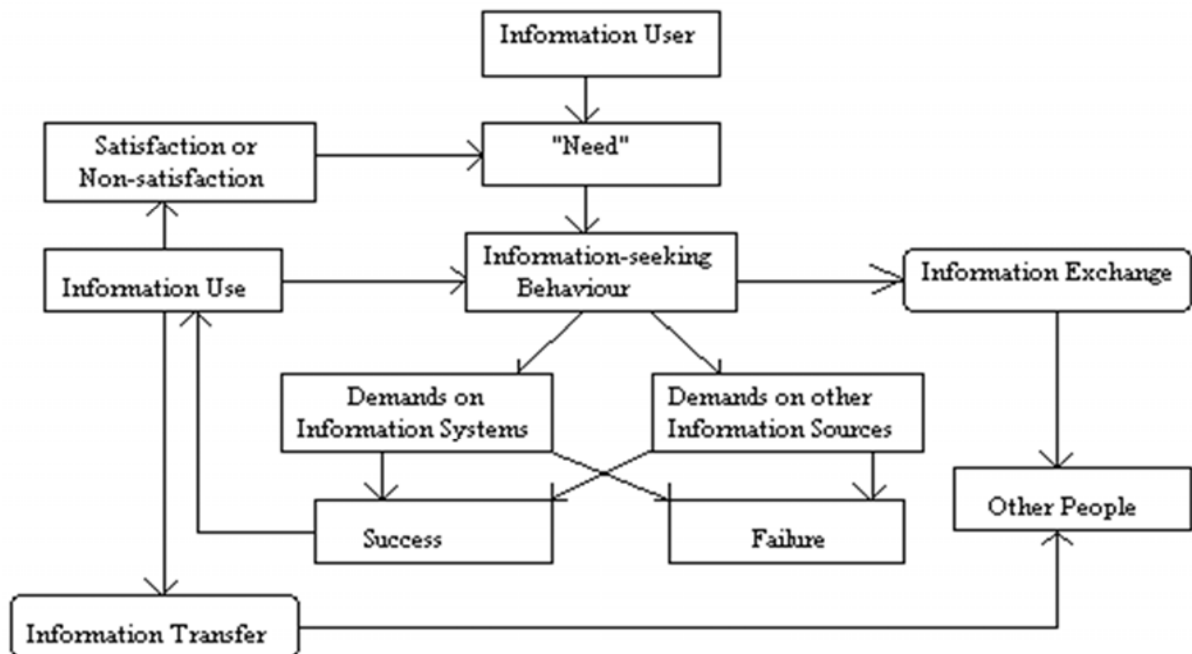 Information User
"Need"
Satisfaction or
Non-satisfaction
Information Use
Information-seeking
Behaviour
Information Exchange
Demands on
Information Systems
Demands on other
Information Sources
Success
Failure
Other People
Information Transfer